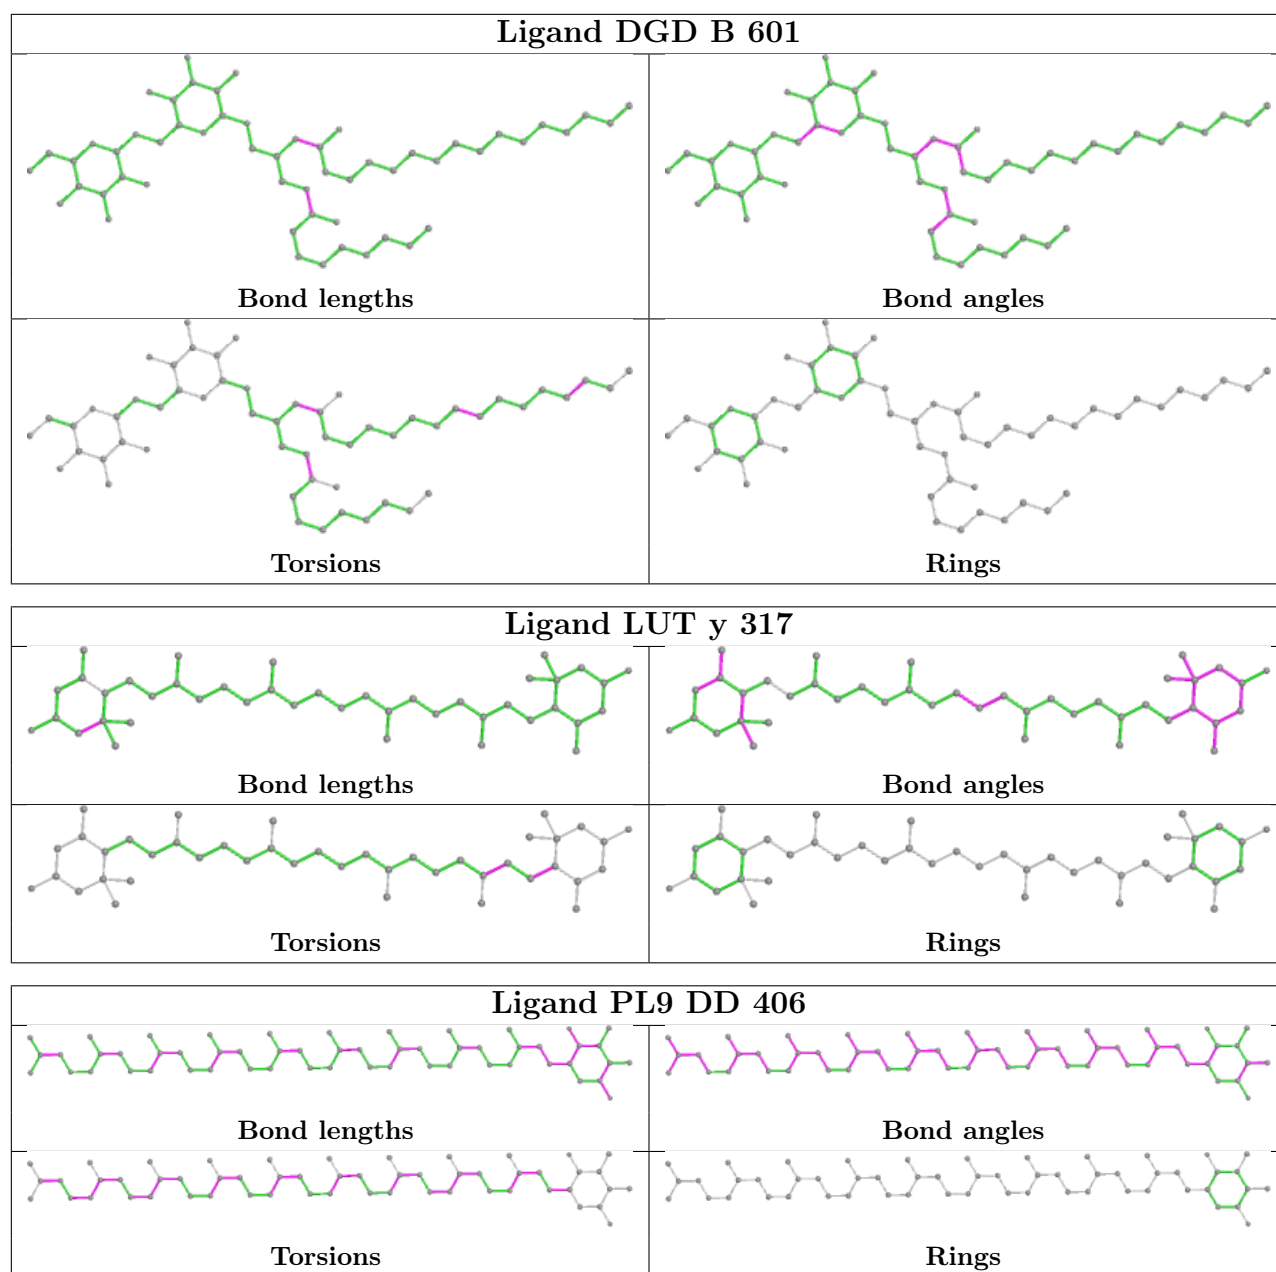 Ligand DGD B 601
Bond lengths
Bond angles
Torsions
Rings
Ligand LUT y 317
Bond lengths
Bond angles
Torsions
Rings
Ligand PL9 DD 406
Bond lengths
Bond angles
Torsions
Rings